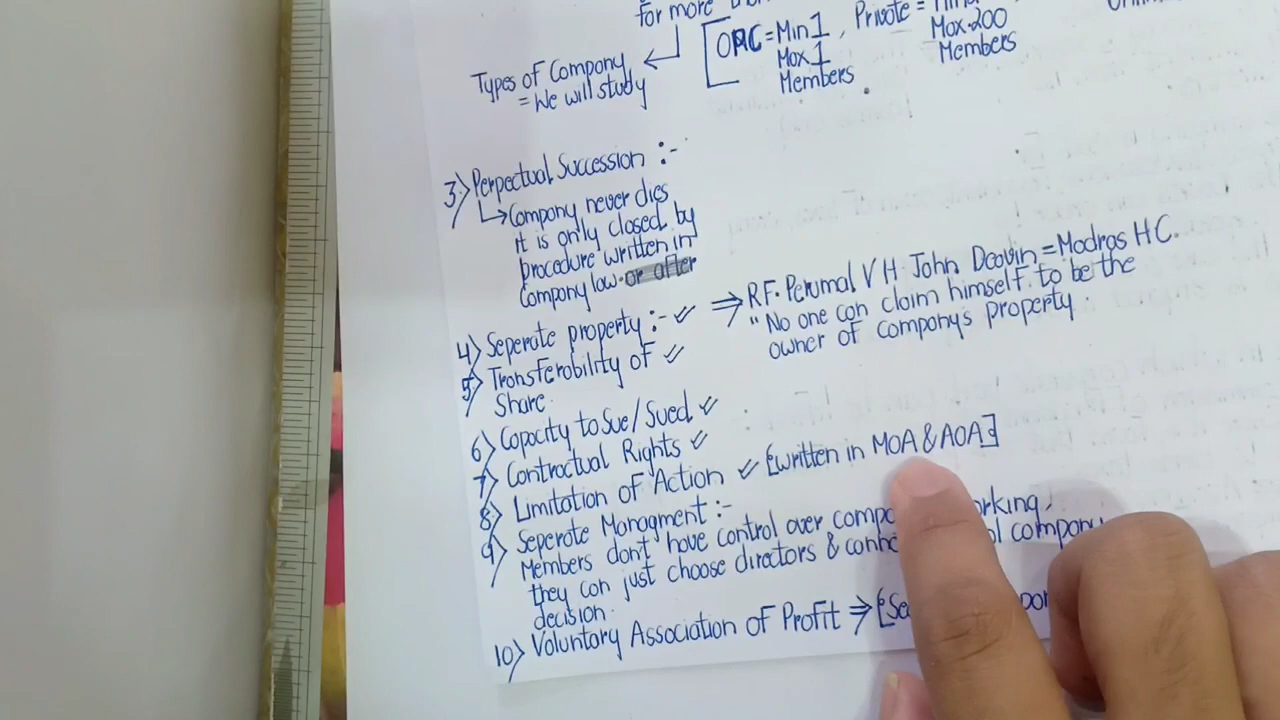 for more
OPC = Min 1 , Private =
Max 1 Max. 200
Members Members
Types of Company
= We will study
3) Perpectual Succession :-
↳ Company never dies
it is only closed by
procedure written in
Company law. or after
4) Seperate property :- ✓ ⇒ RF. Perumal V H John Deavin = Madras HC.
"No one can claim himself to be the
owner of company's property.
5) Transferability of ✓
Share.
6) Capacity to Sue/Sued ✓
7) Contractual Rights ✓
8) Limitation of Action ✓ [written in MOA & AOA]
9) Seperate Managment :-
Members don't have control over working,
they can just choose directors & company
decision.
10) Voluntary Association of Profit ⇒